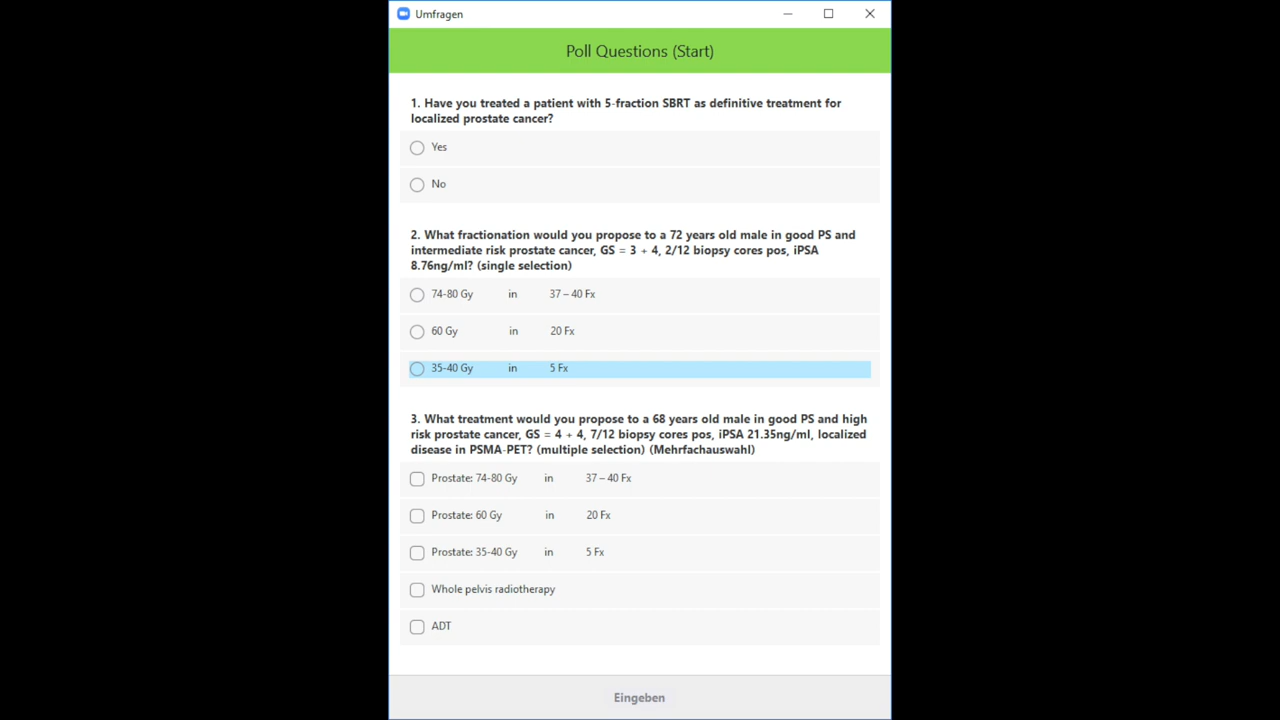 Umfragen
Poll Questions (Start)
1. Have you treated a patient with 5-fraction SBRT as definitive treatment for
localized prostate cancer?
Yes
No
2. What fractionation would you propose to a 72 years old male in good PS and
intermediate risk prostate cancer, GS = 3 + 4, 2/12 biopsy cores pos, iPSA
8.76ng/ml? (single selection)
74-80 Gy in 37 – 40 Fx
60 Gy in 20 Fx
35-40 Gy in 5 Fx
3. What treatment would you propose to a 68 years old male in good PS and high
risk prostate cancer, GS = 4 + 4, 7/12 biopsy cores pos, iPSA 21.35ng/ml, localized
disease in PSMA-PET? (multiple selection) (Mehrfachauswahl)
Prostate: 74-80 Gy in 37 – 40 Fx
Prostate: 60 Gy in 20 Fx
Prostate: 35-40 Gy in 5 Fx
Whole pelvis radiotherapy
ADT
Eingeben